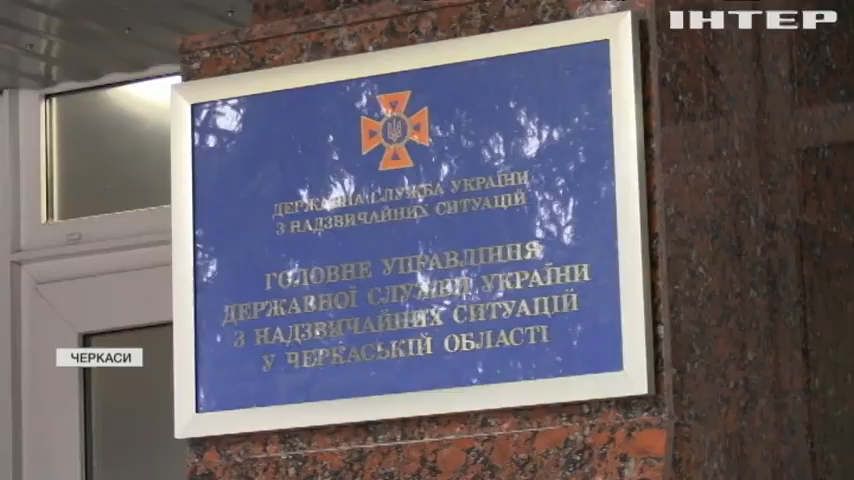 ІНТЕР
ДЕРЖАВНА СЛУЖБА УКРАЇНИ
З НАДЗВИЧАЙНИХ СИТУАЦІЙ
ГОЛОВНЕ УПРАВЛІННЯ
ДЕРЖАВНОЇ СЛУЖБИ УКРАЇНИ
З НАДЗВИЧАЙНИХ СИТУАЦІЙ
У ЧЕРКАСЬКІЙ ОБЛАСТІ
ЧЕРКАСИ